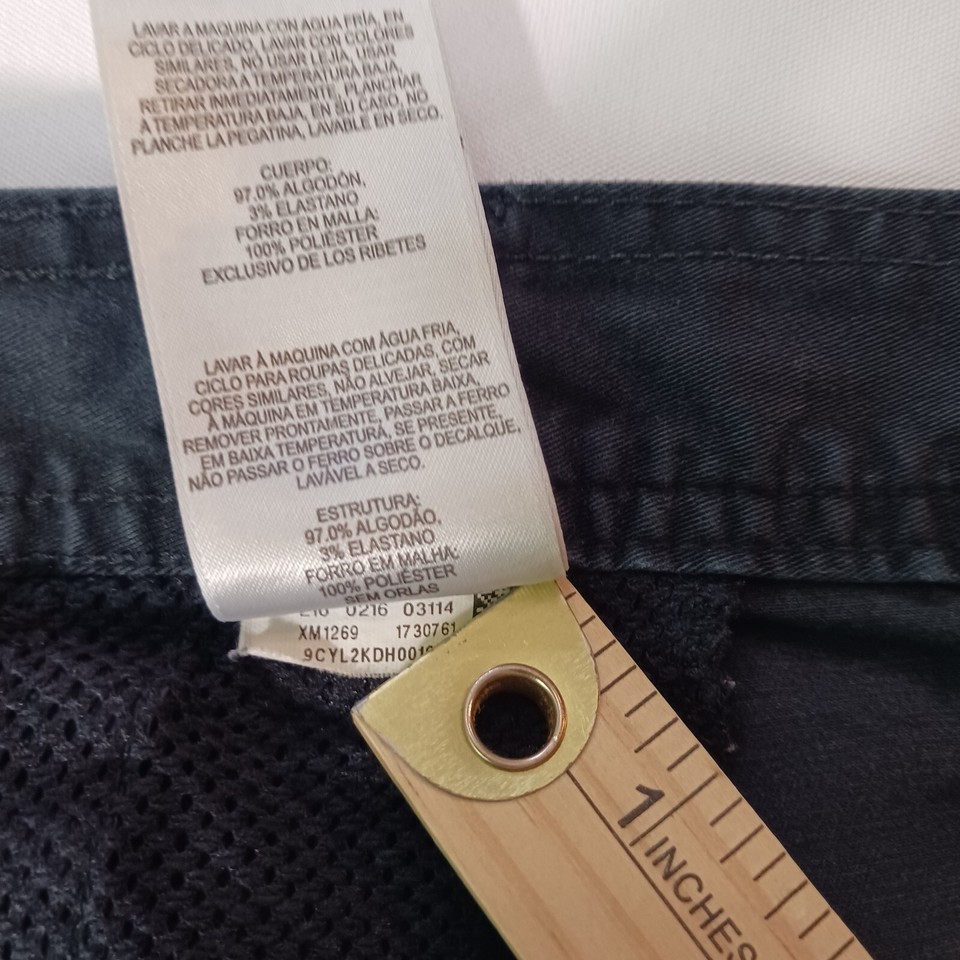 LAVAR A MAQUINA CON AGUA FRÍA, EN
CICLO DELICADO, LAVAR CON COLORES
SIMILARES, NO USAR LEJIA, USAR
SECADORA A TEMPERATURA BAJA,
RETIRAR INMEDIATAMENTE, PLANCHAR
A TEMPERATURA BAJA, EN SU CASO, NO
PLANCHE LA PEGATINA, LAVABLE EN SECO.
CUERPO:
97.0% ALGODÓN,
3% ELASTANO
FORRO EN MALLA:
100% POLIÉSTER
EXCLUSIVO DE LOS RIBETES
LAVAR À MAQUINA COM ÁGUA FRIA,
CICLO PARA ROUPAS DELICADAS, COM
CORES SIMILARES, NÃO ALVEJAR, SECAR
À MÁQUINA EM TEMPERATURA BAIXA,
REMOVER PRONTAMENTE, PASSAR A FERRO
EM BAIXA TEMPERATURA, SE PRESENTE,
NÃO PASSAR O FERRO SOBRE O DECALQUE,
LAVÁVEL A SECO.
ESTRUTURA:
97.0% ALGODÃO,
3% ELASTANO
FORRO EM MALHA:
100% POLIÉSTER
SEM ORLAS
0216 03114
XM1269 1730761
1
INCHES